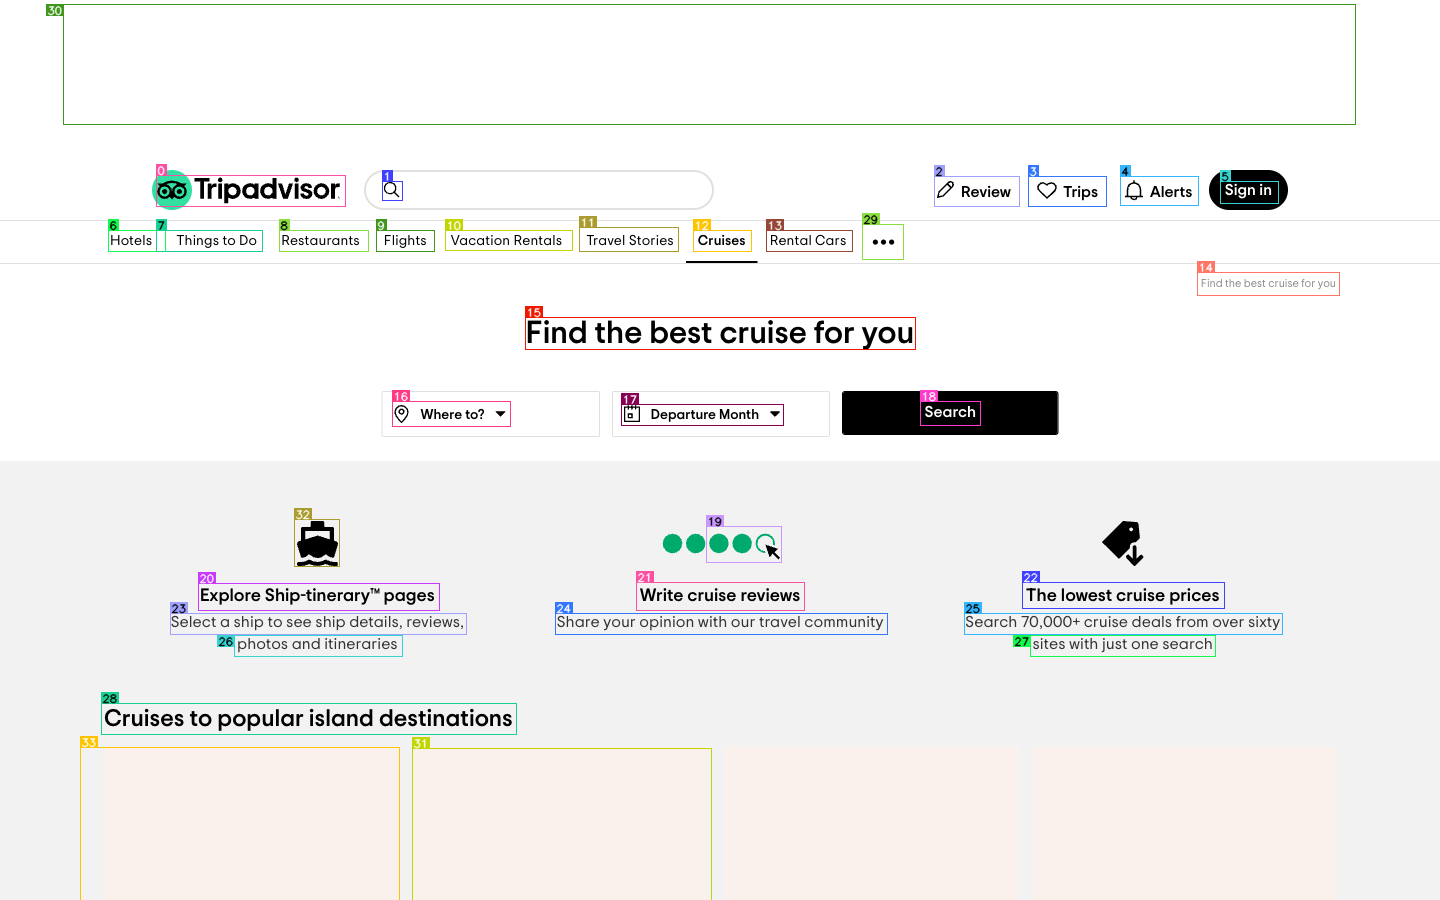 Tripadvisor
Review
Trips
Alerts
Sign in
Hotels
Things to Do
Restaurants
Flights
Vacation Rentals
Travel Stories
Cruises
Rental Cars
Find the best cruise for you
Find the best cruise for you
Where to?
Departure Month
Search
Explore Ship-tinerary™ pages
Select a ship to see ship details, reviews,
photos and itineraries
Write cruise reviews
Share your opinion with our travel community
The lowest cruise prices
Search 70,000+ cruise deals from over sixty
sites with just one search
Cruises to popular island destinations
30
0
1
2
3
4
5
6
7
8
9
10
11
12
13
29
14
15
16
17
18
32
19
20
21
22
23
24
25
26
27
28
33
31